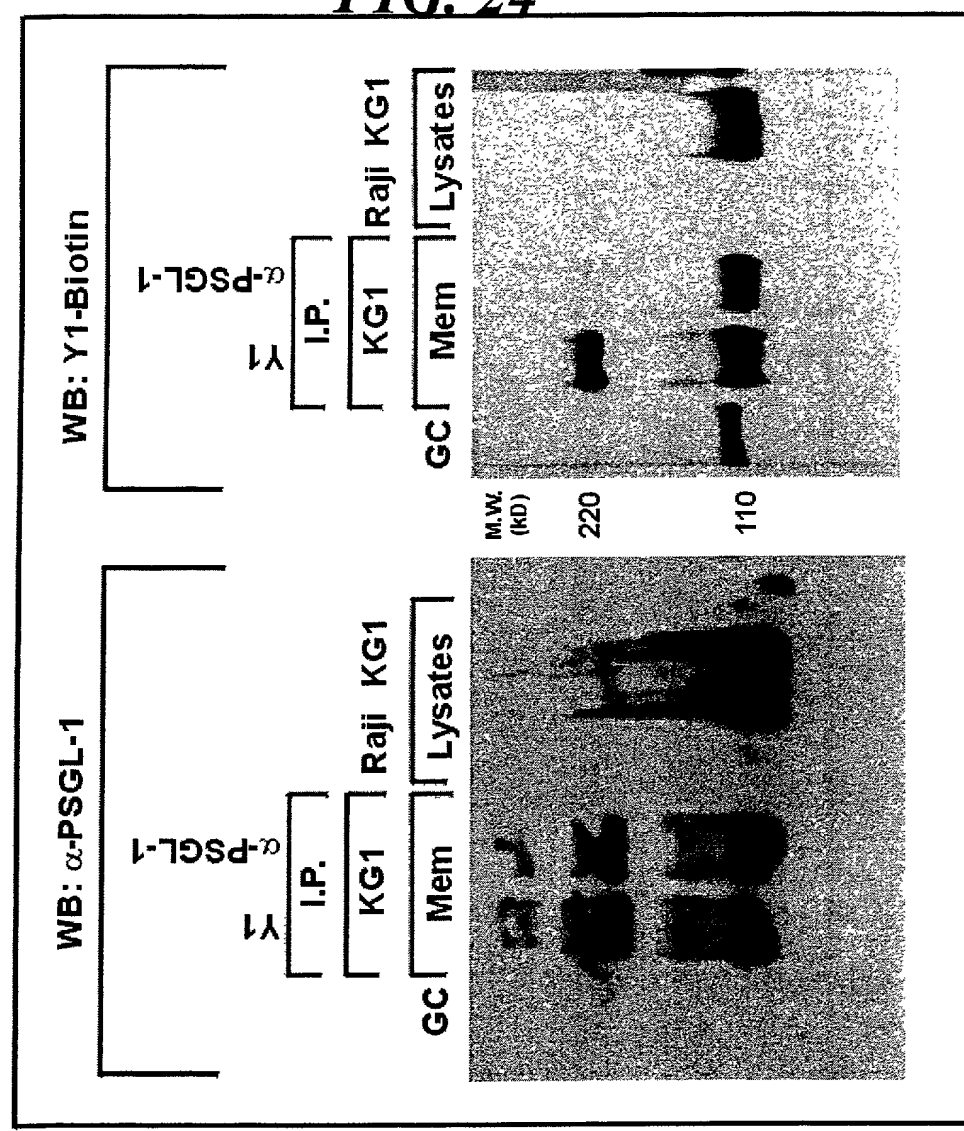 FIG. 24
WB: α-PSGL-1
Y1
α-PSGL-1
I.P.
KG1
GC
Mem
Raji KG1
Lysates
M.W.
(kD)
220
110
WB: Y1-Biotin
Y1
α-PSGL-1
I.P.
KG1
GC
Mem
Raji KG1
Lysates